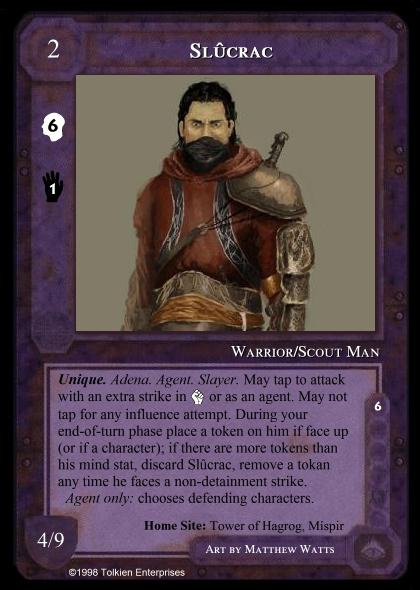 2
SLÛCRAC
6
1
WARRIOR/SCOUT MAN
Unique. Adena. Agent. Slayer. May tap to attack
with an extra strike in or as an agent. May not
tap for any influence attempt. During your
end-of-turn phase place a token on him if face up
(or if a character); if there are more tokens than
his mind stat, discard Slûcrac, remove a tokan
any time he faces a non-detainment strike.
Agent only: chooses defending characters.
6
Home Site: Tower of Hagrog, Mispir
4/9
ART BY MATTHEW WATTS
©1998 Tolkien Enterprises